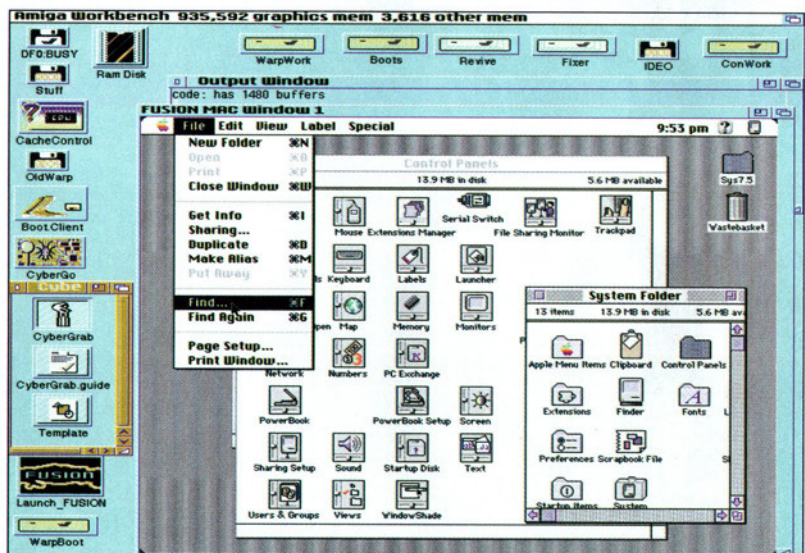 Amiga Workbench 935,592 graphics mem 3,616 other mem
DF0:BUSY
Ram Disk
WarpWork
Boots
Revive
Fixer
IDEO
ConWork
Stuff
Output Window
code: has 1480 buffers
FUSION MAC Window 1
CacheControl
OldWarp
Boot.Client
CyberGo
Cube
CyberGrab
CyberGrab.guide
Template
FUSION
Launch_FUSION
WarpBoot
File Edit View Label Special
9:53 pm
New Folder ⌘N
Open ⌘O
Print ⌘P
Close Window ⌘W
Get Info ⌘I
Sharing...
Duplicate ⌘D
Make Alias ⌘M
Put Away ⌘Y
Find... ⌘F
Find Again ⌘G
Page Setup...
Print Window...
Control Panels
13.9 MB in disk 5.6 MB available
Mouse Extensions Manager Serial Switch File Sharing Monitor Trackpad
Keyboard Labels Launcher
Map Memory Monitors
Network Numbers PC Exchange
PowerBook PowerBook Setup Screen
Sharing Setup Sound Startup Disk Text
Users & Groups Views WindowShade
Sys7.5
Wastebasket
System Folder
13 items 13.9 MB in disk 5.6 MB ava
Apple Menu Items Clipboard Control Panels
Extensions Finder Fonts
Preferences Scrapbook File
Startup Items System